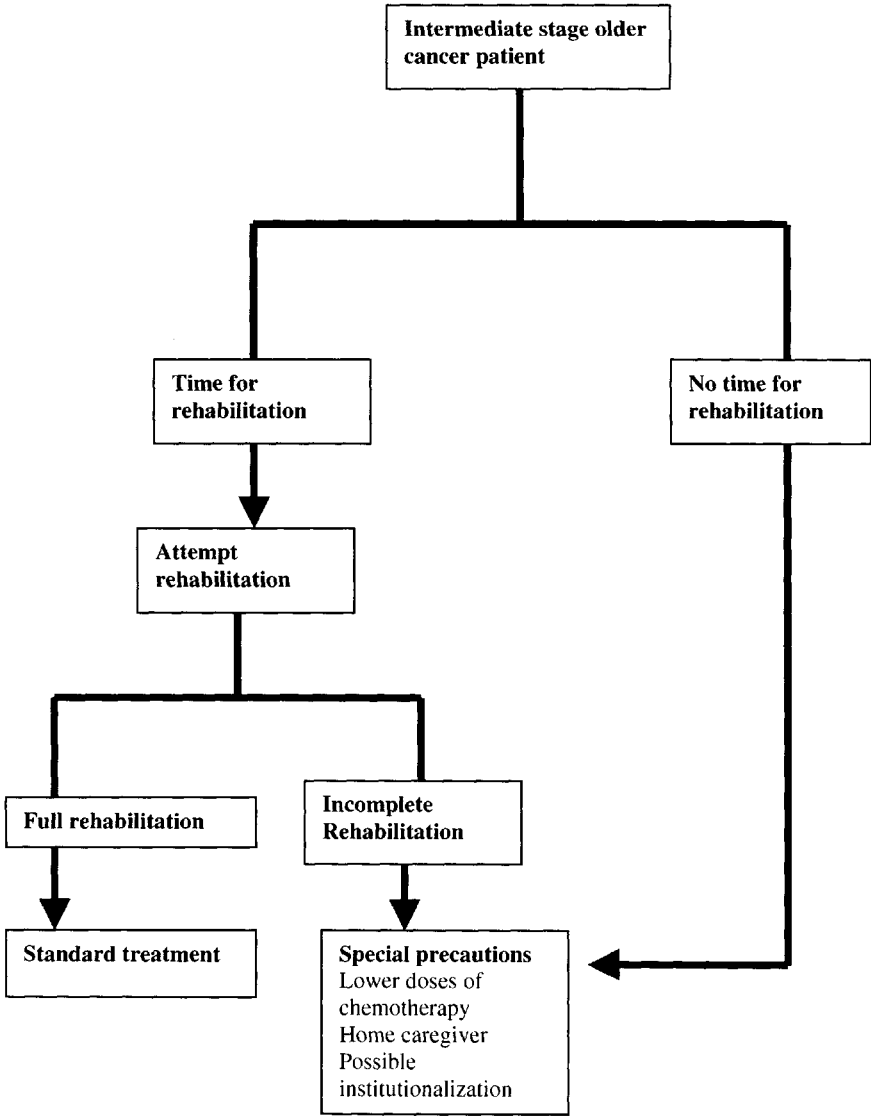 Intermediate stage older
cancer patient
Time for
rehabilitation
No time for
rehabilitation
Attempt
rehabilitation
Full rehabilitation
Incomplete
Rehabilitation
Standard treatment
Special precautions
Lower doses of
chemotherapy
Home caregiver
Possible
institutionalization